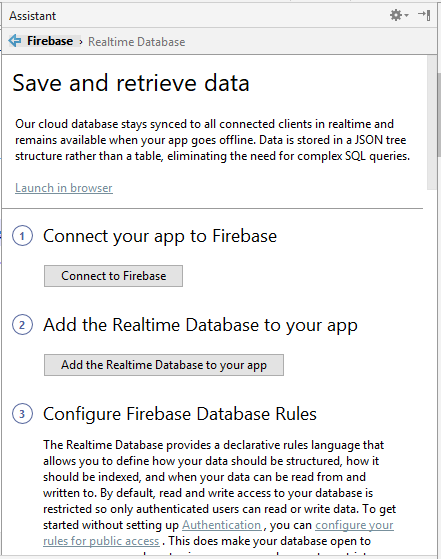 Assistant
Firebase › Realtime Database
Save and retrieve data
Our cloud database stays synced to all connected clients in realtime and
remains available when your app goes offline. Data is stored in a JSON tree
structure rather than a table, eliminating the need for complex SQL queries.
Launch in browser
1 Connect your app to Firebase
Connect to Firebase
2 Add the Realtime Database to your app
Add the Realtime Database to your app
3 Configure Firebase Database Rules
The Realtime Database provides a declarative rules language that
allows you to define how your data should be structured, how it
should be indexed, and when your data can be read from and
written to. By default, read and write access to your database is
restricted so only authenticated users can read or write data. To get
started without setting up Authentication , you can configure your
rules for public access . This does make your database open to